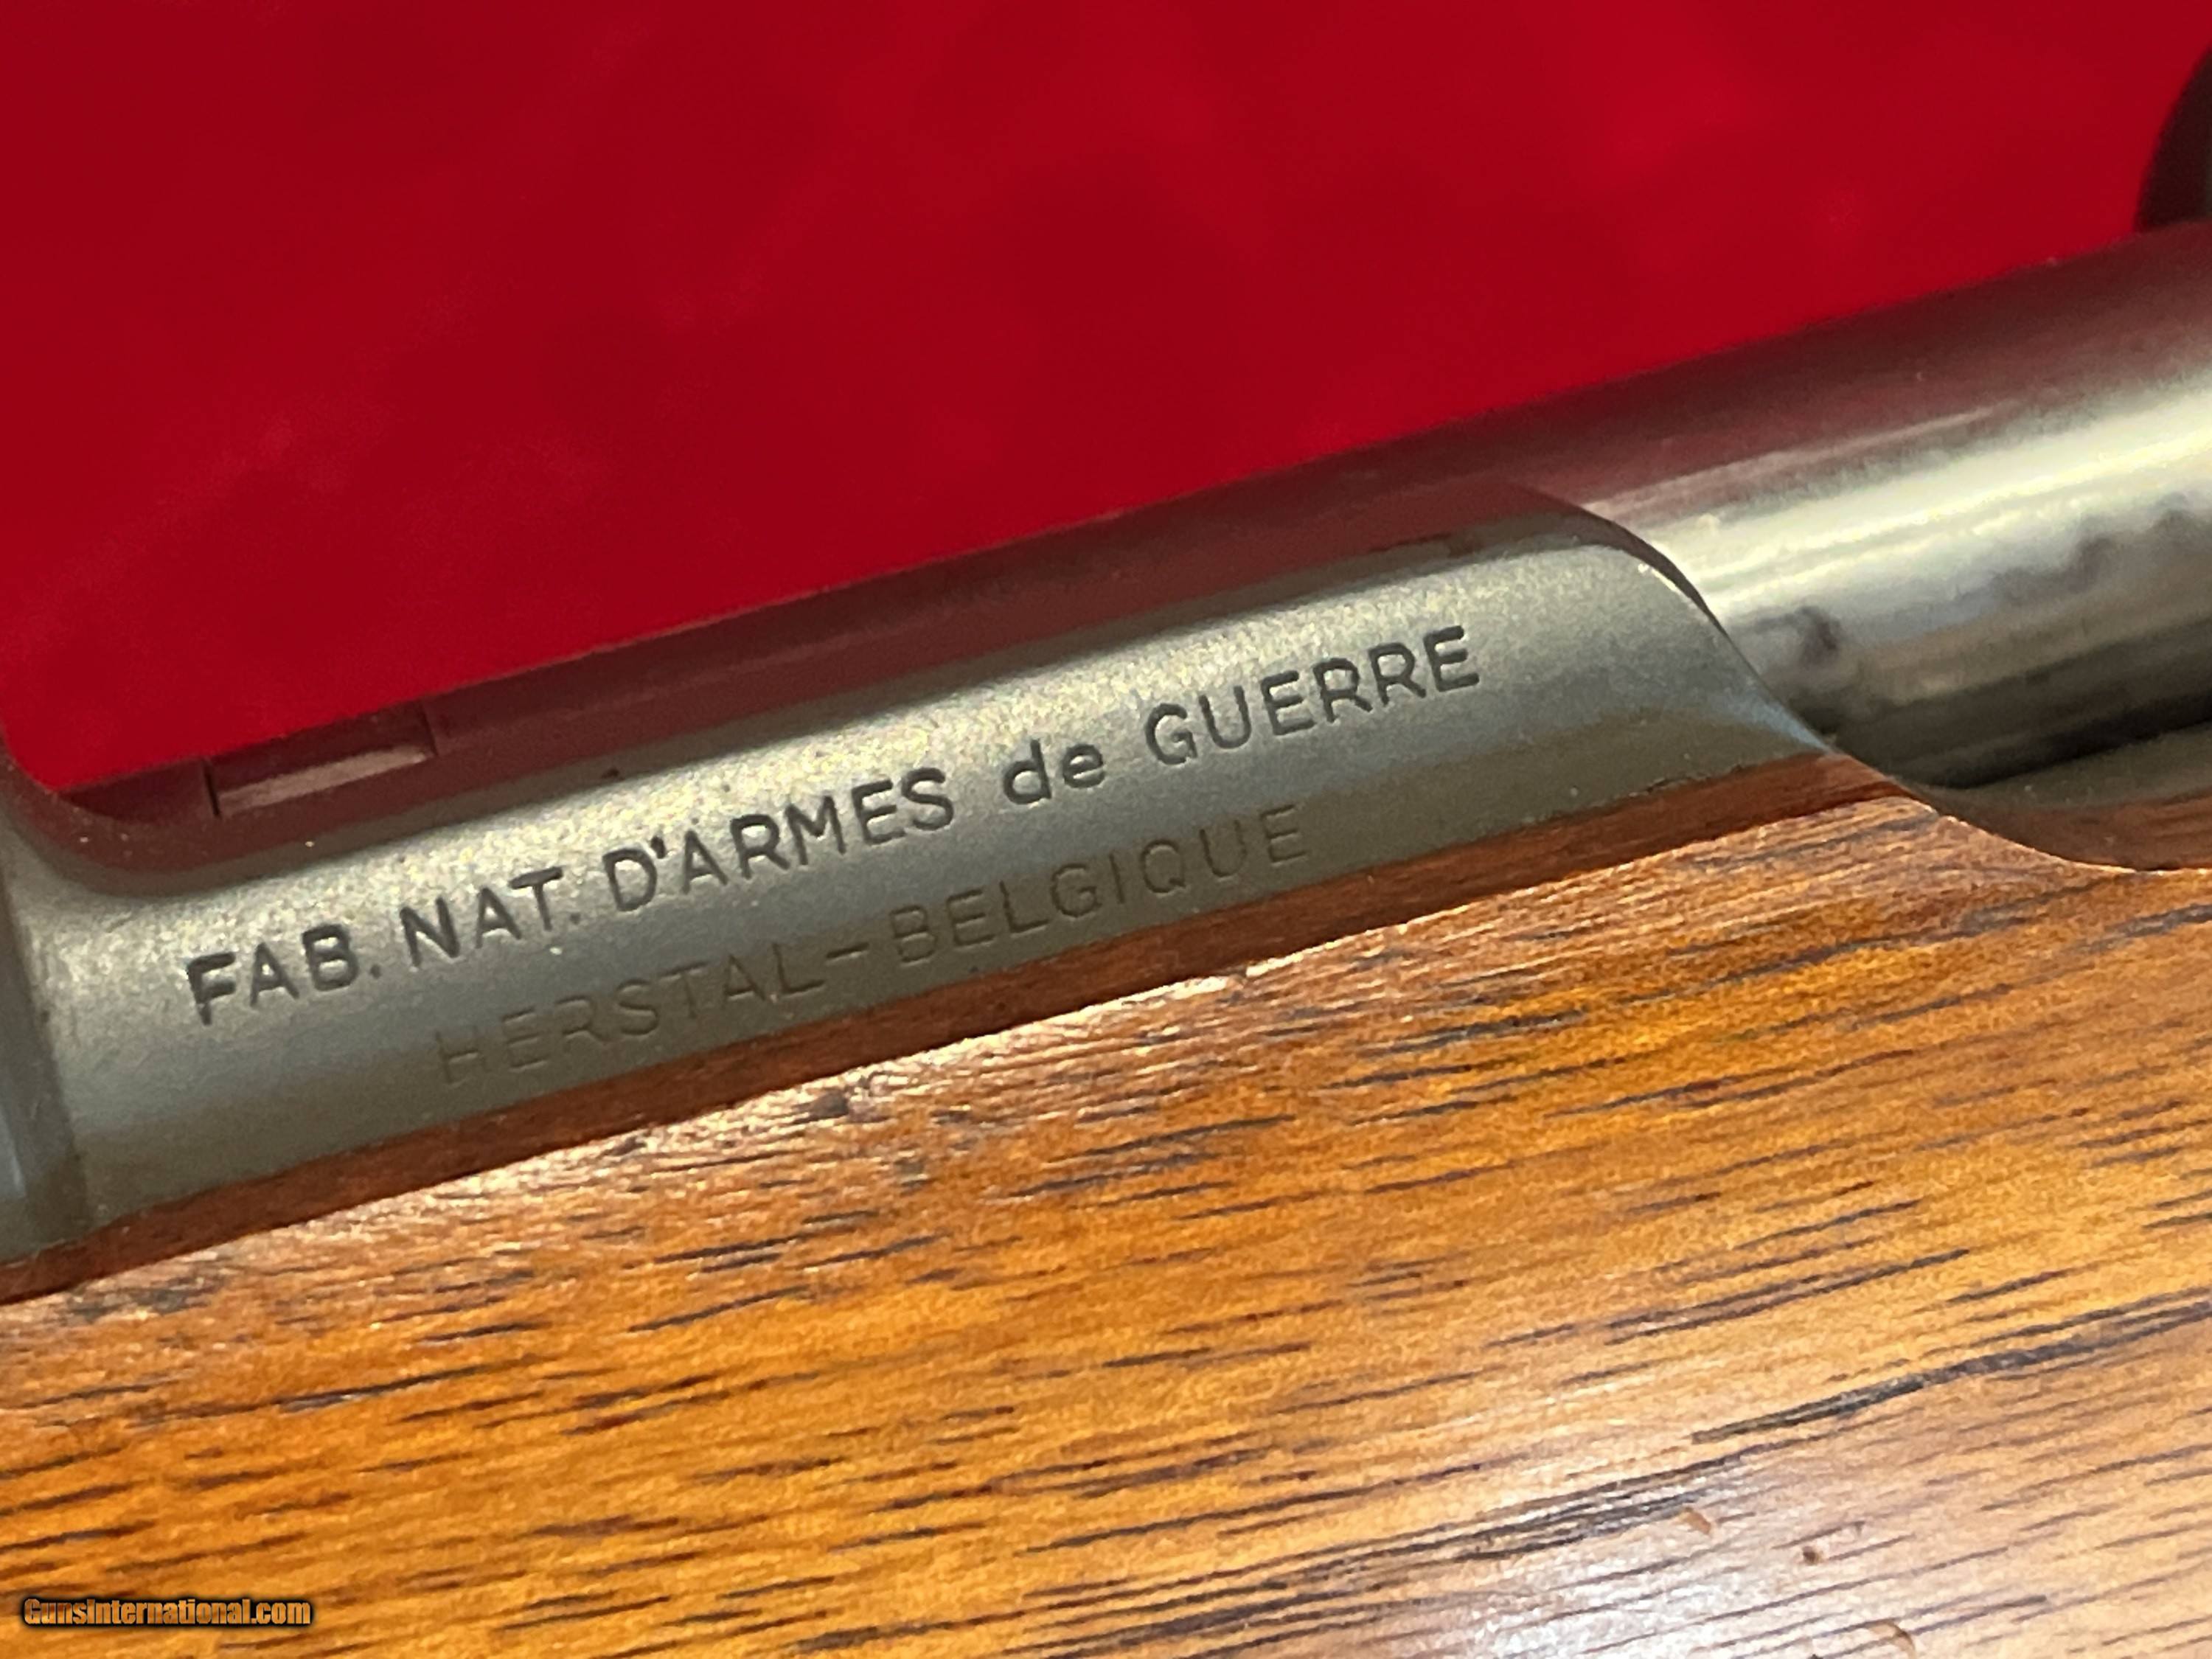 FAB. NAT. D'ARMES de GUERRE
HERSTAL-BELGIQUE
GunsInternational.com